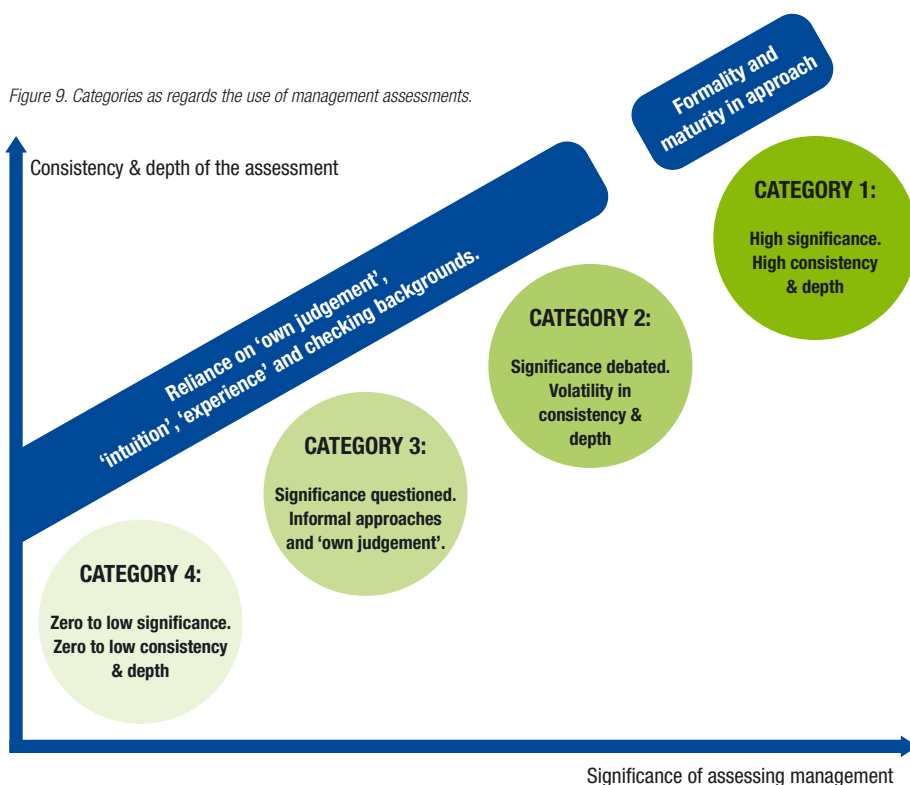 Figure 9. Categories as regards the use of management assessments.
Formality and
maturity in approach
Consistency & depth of the assessment
Reliance on 'own judgement',
'intuition', 'experience' and checking backgrounds.
CATEGORY 1:
High significance.
High consistency
& depth
CATEGORY 2:
Significance debated.
Volatility in
consistency &
depth
CATEGORY 3:
Significance questioned.
Informal approaches
and 'own judgement'.
CATEGORY 4:
Zero to low significance.
Zero to low consistency
& depth
Significance of assessing management